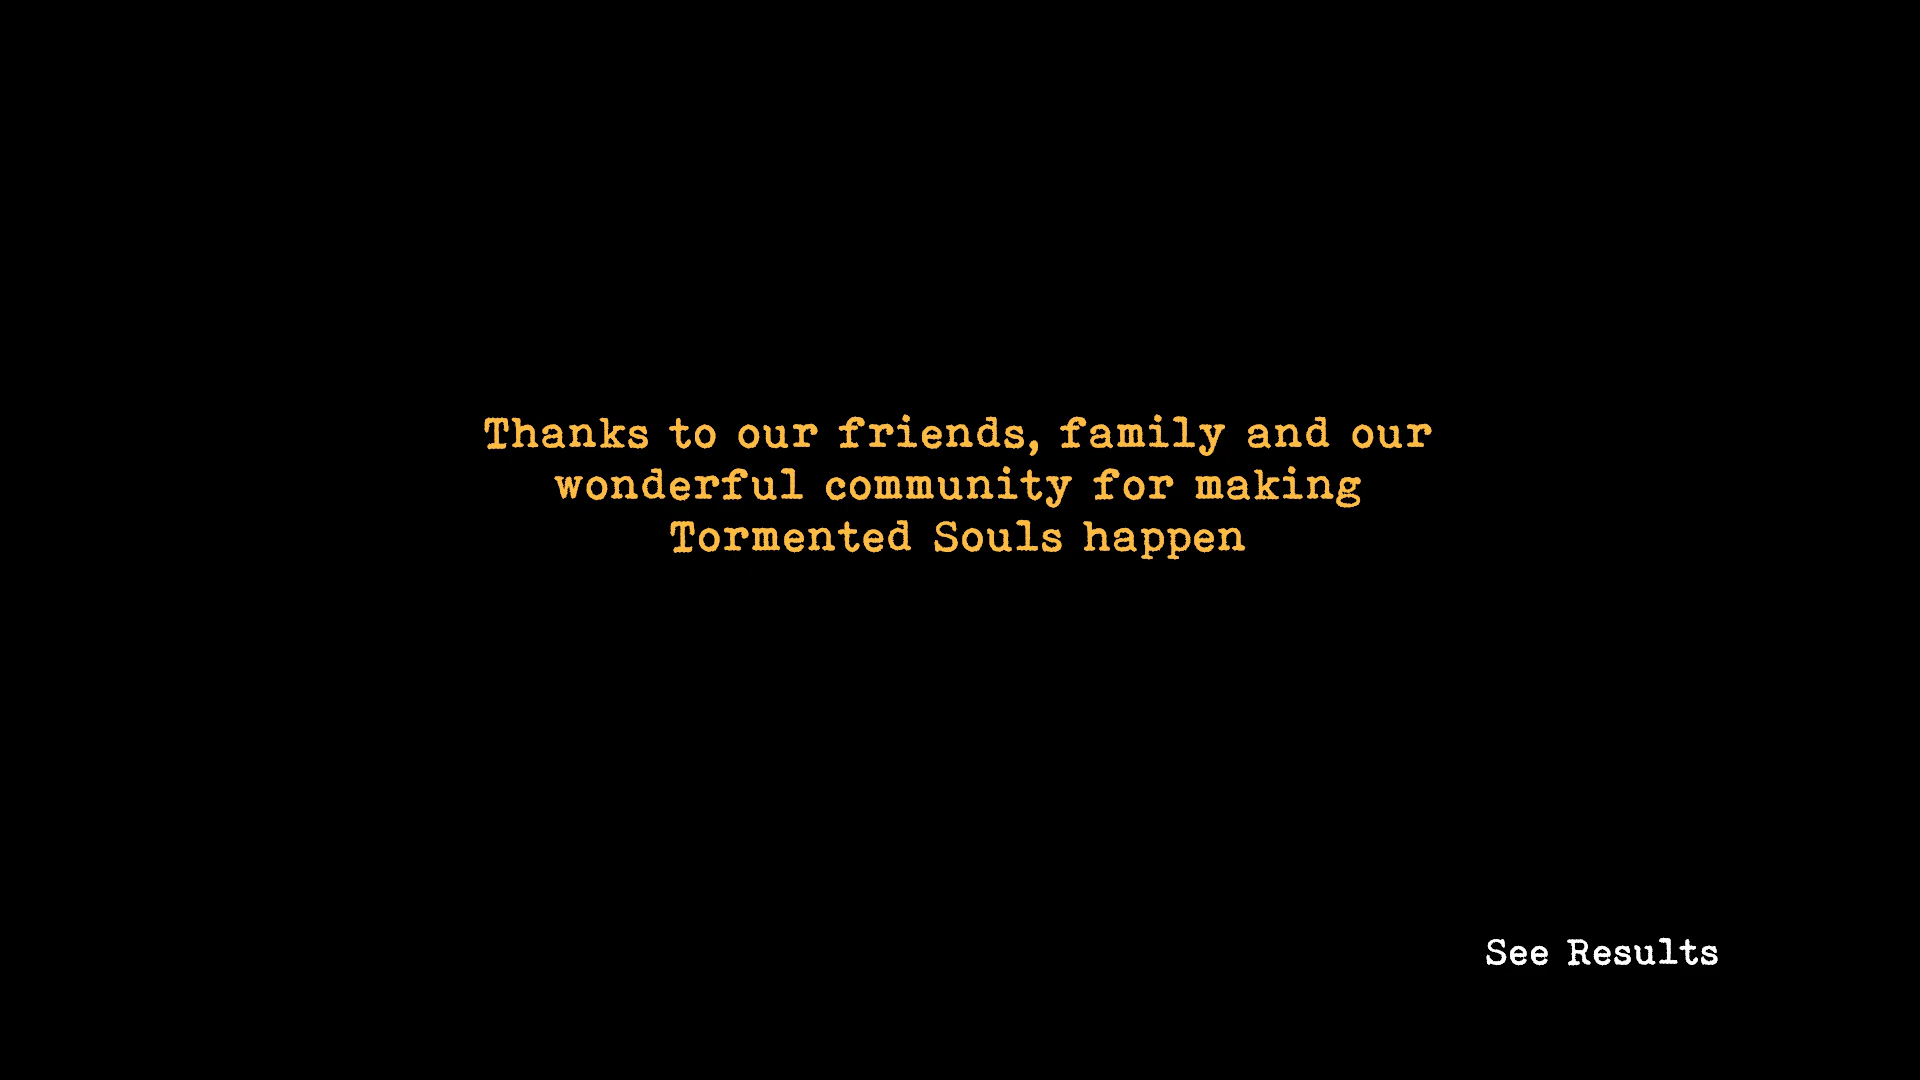 Thanks to our friends, family and our
wonderful community for making
Tormented Souls happen
See Results